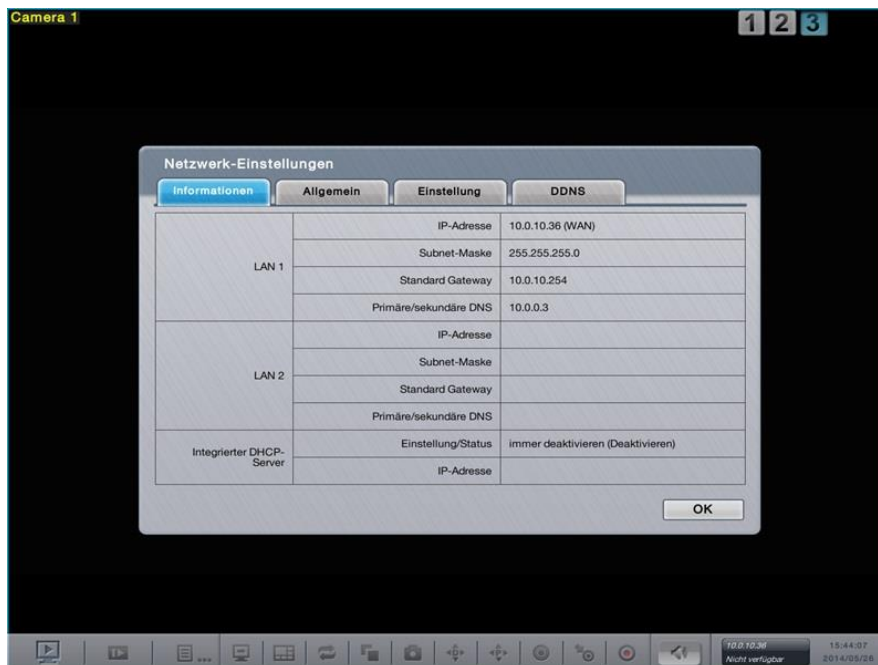 Camera 1
1 2 3
Netzwerk-Einstellungen
Informationen Allgemein Einstellung DDNS
LAN 1
IP-Adresse 10.0.10.36 (WAN)
Subnet-Maske 255.255.255.0
Standard Gateway 10.0.10.254
Primäre/sekundäre DNS 10.0.0.3
LAN 2
IP-Adresse
Subnet-Maske
Standard Gateway
Primäre/sekundäre DNS
Integrierter DHCP-
Server
Einstellung/Status immer deaktivieren (Deaktivieren)
IP-Adresse
OK
10.0.10.36
Nicht verfügbar
15:44:07
2014/05/26